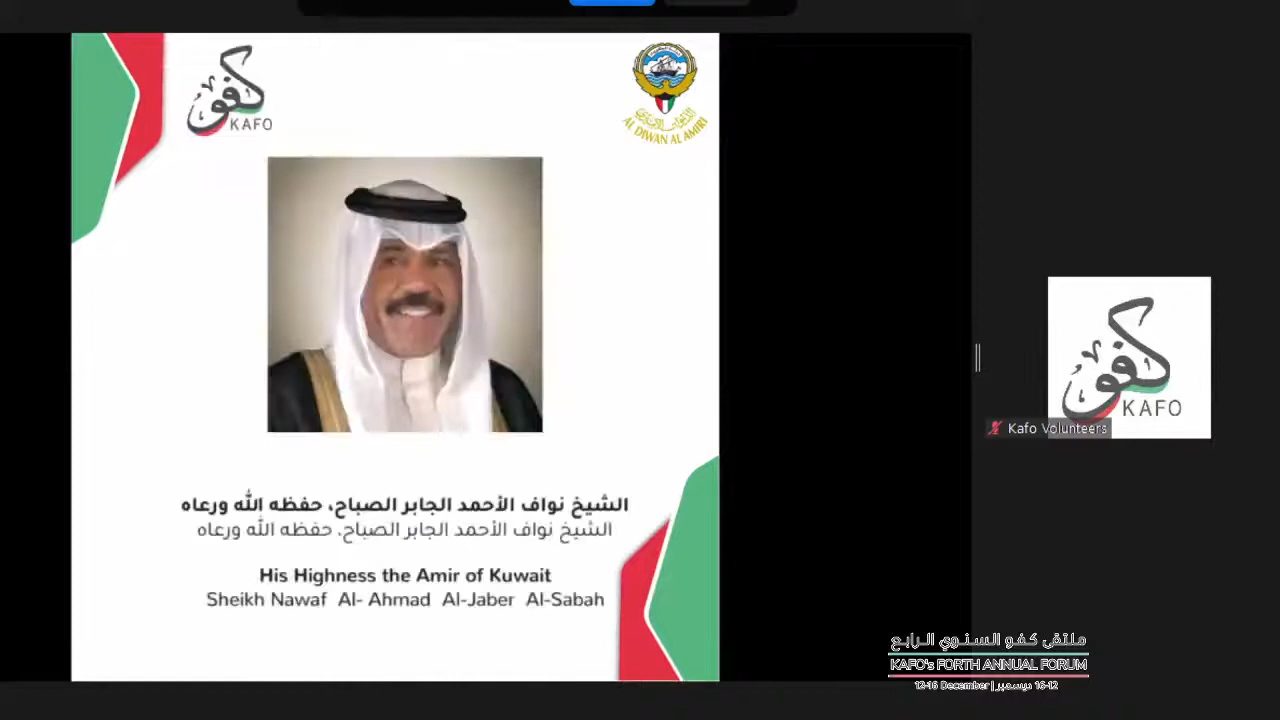 كفو
KAFO
AL DIWAN AL AMIRI
الشيخ نواف الأحمد الجابر الصباح، حفظه الله ورعاه
الشيخ نواف الأحمد الجابر الصباح، حفظه الله ورعاه
His Highness the Amir of Kuwait
Sheikh Nawaf Al- Ahmad Al-Jaber Al-Sabah
كفو
KAFO
Kafo Volunteers
ملتقى كفو السنوي الرابع
KAFO's FORTH ANNUAL FORUM
12-16 December | ديسمبر 12-16